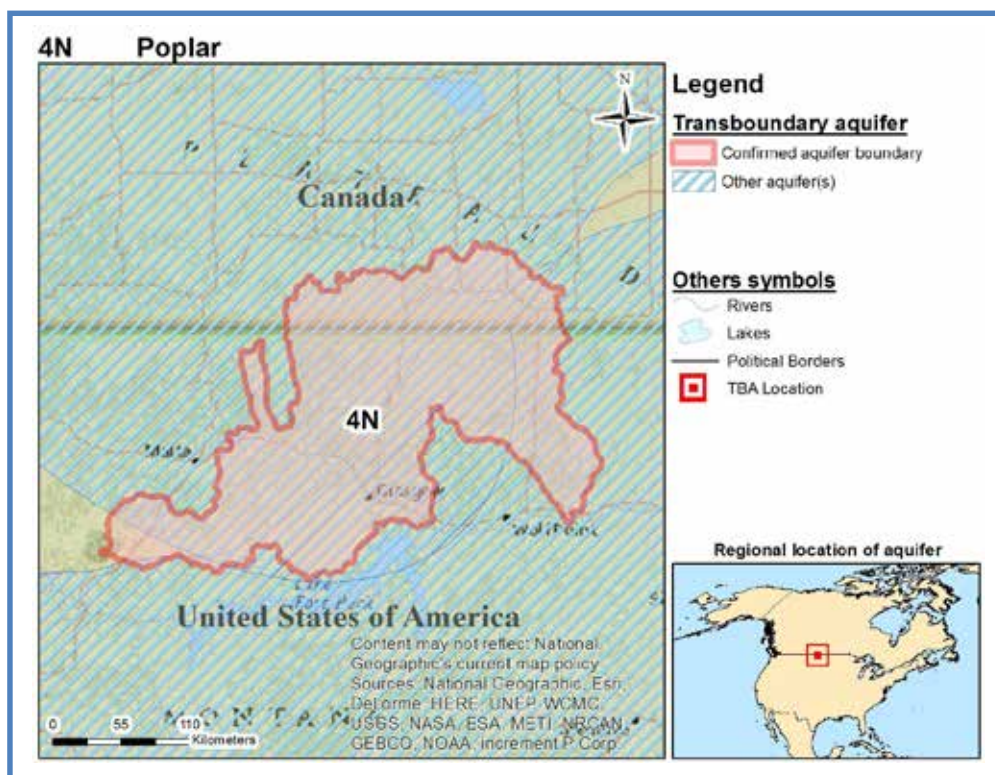 4N Poplar
N
Canada
4N
United States of America
Content may not reflect National
Geographic's current map policy
Sources: National Geographic, Esri,
DeLorme, HERE, UNEP-WCMC,
USGS, NASA, ESA, METI, NRCAN,
GEBCO, NOAA, increment P Corp.
0 55 110
Kilometers
Legend
Transboundary aquifer
Confirmed aquifer boundary
Other aquifer(s)
Others symbols
Rivers
Lakes
Political Borders
TBA Location
Regional location of aquifer